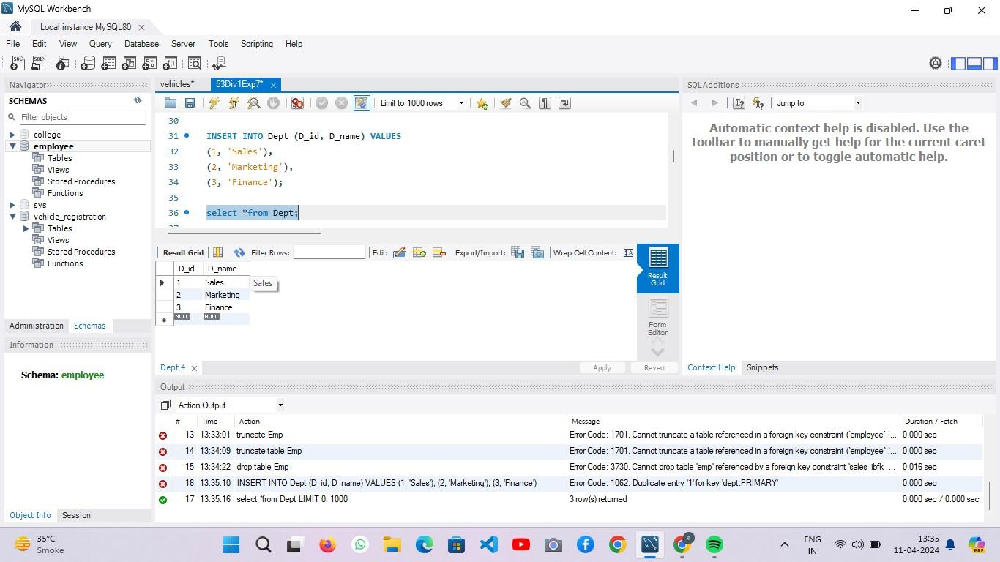 MySQL Workbench
Local instance MySQL80
File Edit View Query Database Server Tools Scripting Help
Navigator
SCHEMAS
Filter objects
college
employee
Tables
Views
Stored Procedures
Functions
sys
vehicle_registration
Tables
Views
Stored Procedures
Functions
Administration Schemas
Information
Schema: employee
Object Info Session
vehicles* 53Div1Exp7*
Limit to 1000 rows
30
31 INSERT INTO Dept (D_id, D_name) VALUES
32 (1, 'Sales'),
33 (2, 'Marketing'),
34 (3, 'Finance');
35
36 select *from Dept;
Result Grid Filter Rows: Edit: Export/Import: Wrap Cell Content:
D_id D_name
1 Sales
2 Marketing
3 Finance
NULL NULL
Sales
Result Grid
Form Editor
Dept 4 Apply Revert
SQLAdditions
Jump to
Automatic context help is disabled. Use the
toolbar to manually get help for the current caret
position or to toggle automatic help.
Context Help Snippets
Output
Action Output
# Time Action Message Duration / Fetch
13 13:33:01 truncate Emp Error Code: 1701. Cannot truncate a table referenced in a foreign key constraint (`employee`.`... 0.000 sec
14 13:34:09 truncate table Emp Error Code: 1701. Cannot truncate a table referenced in a foreign key constraint (`employee`.`... 0.000 sec
15 13:34:22 drop table Emp Error Code: 3730. Cannot drop table 'emp' referenced by a foreign key constraint 'sales_ibfk_... 0.016 sec
16 13:35:10 INSERT INTO Dept (D_id, D_name) VALUES (1, 'Sales'), (2, 'Marketing'), (3, 'Finance') Error Code: 1062. Duplicate entry '1' for key 'dept.PRIMARY'
17 13:35:16 select *from Dept LIMIT 0, 1000 3 row(s) returned 0.000 sec / 0.000 sec
35°C
Smoke
ENG
IN
13:35
11-04-2024